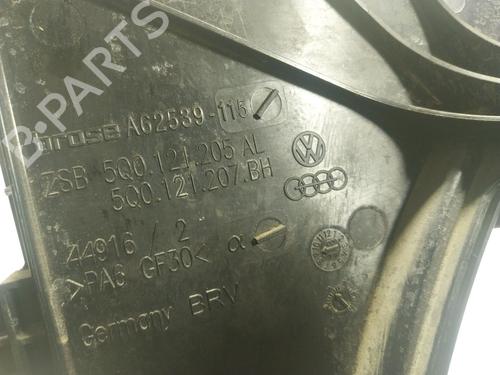 B-PARTS
brose A62539-115
ZSB 5Q0.121.205 AL
5Q0.121.207.BH
44916 / 2
>PA6 GF30< α
Germany BRV